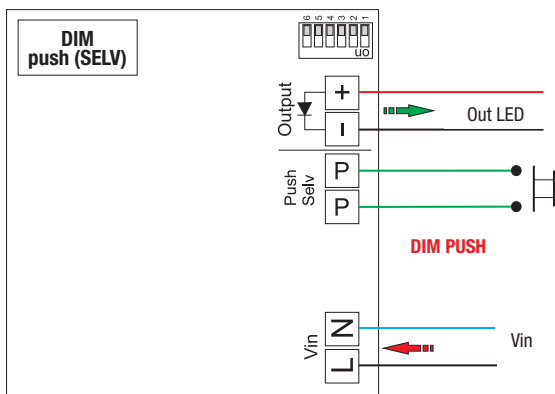 DIM
push (SELV)
6 5 4 3 2 1
on
Output
+
-
Out LED
Push
Selv
P
P
DIM PUSH
Vin
N
L
Vin